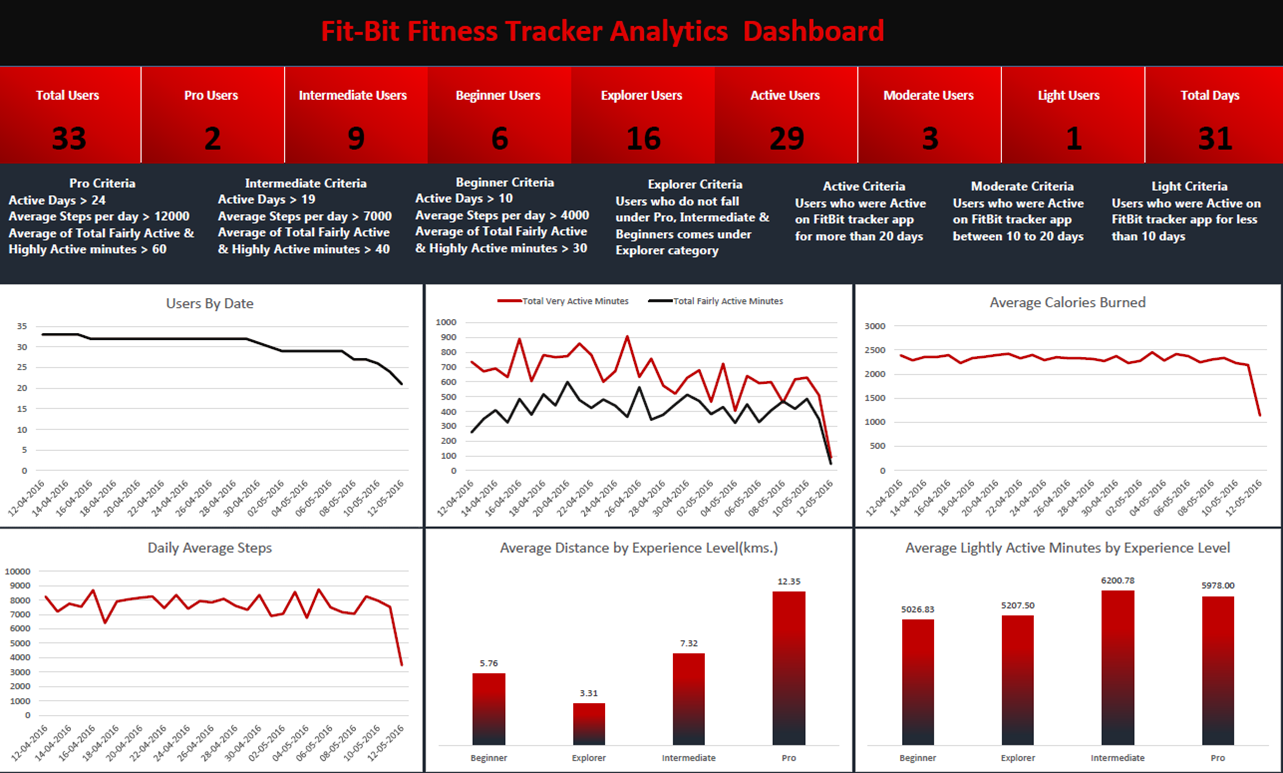 Fit-Bit Fitness Tracker Analytics  Dashboard
Total Users
Pro Users
Intermediate Users
Beginner Users
Explorer Users
Active Users
Moderate Users
Light Users
Total Days
33
2
9
6
16
29
3
1
31
Pro Criteria
Active Days > 24
Average Steps per day > 12000
Average of Total Fairly Active &
Highly Active minutes > 60
Intermediate Criteria
Active Days > 19
Average Steps per day > 7000
Average of Total Fairly Active
& Highly Active minutes > 40
Beginner Criteria
Active Days > 10
Average Steps per day > 4000
Average of Total Fairly Active
& Highly Active minutes > 30
Explorer Criteria
Users who do not fall
under Pro, Intermediate &
Beginners comes under
Explorer category
Active Criteria
Users who were Active
on FitBit tracker app
for more than 20 days
Moderate Criteria
Users who were Active
on FitBit tracker app
between 10 to 20 days
Light Criteria
Users who were Active on
FitBit tracker app for less
than 10 days
Users By Date
35
30
25
20
15
10
5
0
12-04-2016
14-04-2016
16-04-2016
18-04-2016
20-04-2016
22-04-2016
24-04-2016
26-04-2016
28-04-2016
30-04-2016
02-05-2016
04-05-2016
06-05-2016
08-05-2016
10-05-2016
12-05-2016
Total Very Active Minutes
Total Fairly Active Minutes
1000
900
800
700
600
500
400
300
200
100
0
12-04-2016
14-04-2016
16-04-2016
18-04-2016
20-04-2016
22-04-2016
24-04-2016
26-04-2016
28-04-2016
30-04-2016
02-05-2016
04-05-2016
06-05-2016
08-05-2016
10-05-2016
12-05-2016
Average Calories Burned
3000
2500
2000
1500
1000
500
0
12-04-2016
14-04-2016
16-04-2016
18-04-2016
20-04-2016
22-04-2016
24-04-2016
26-04-2016
28-04-2016
30-04-2016
02-05-2016
04-05-2016
06-05-2016
08-05-2016
10-05-2016
12-05-2016
Daily Average Steps
10000
9000
8000
7000
6000
5000
4000
3000
2000
1000
0
12-04-2016
14-04-2016
16-04-2016
18-04-2016
20-04-2016
22-04-2016
24-04-2016
26-04-2016
28-04-2016
30-04-2016
02-05-2016
04-05-2016
06-05-2016
08-05-2016
10-05-2016
12-05-2016
Average Distance by Experience Level(kms.)
5.76
3.31
7.32
12.35
Beginner
Explorer
Intermediate
Pro
Average Lightly Active Minutes by Experience Level
5026.83
5207.50
6200.78
5978.00
Beginner
Explorer
Intermediate
Pro